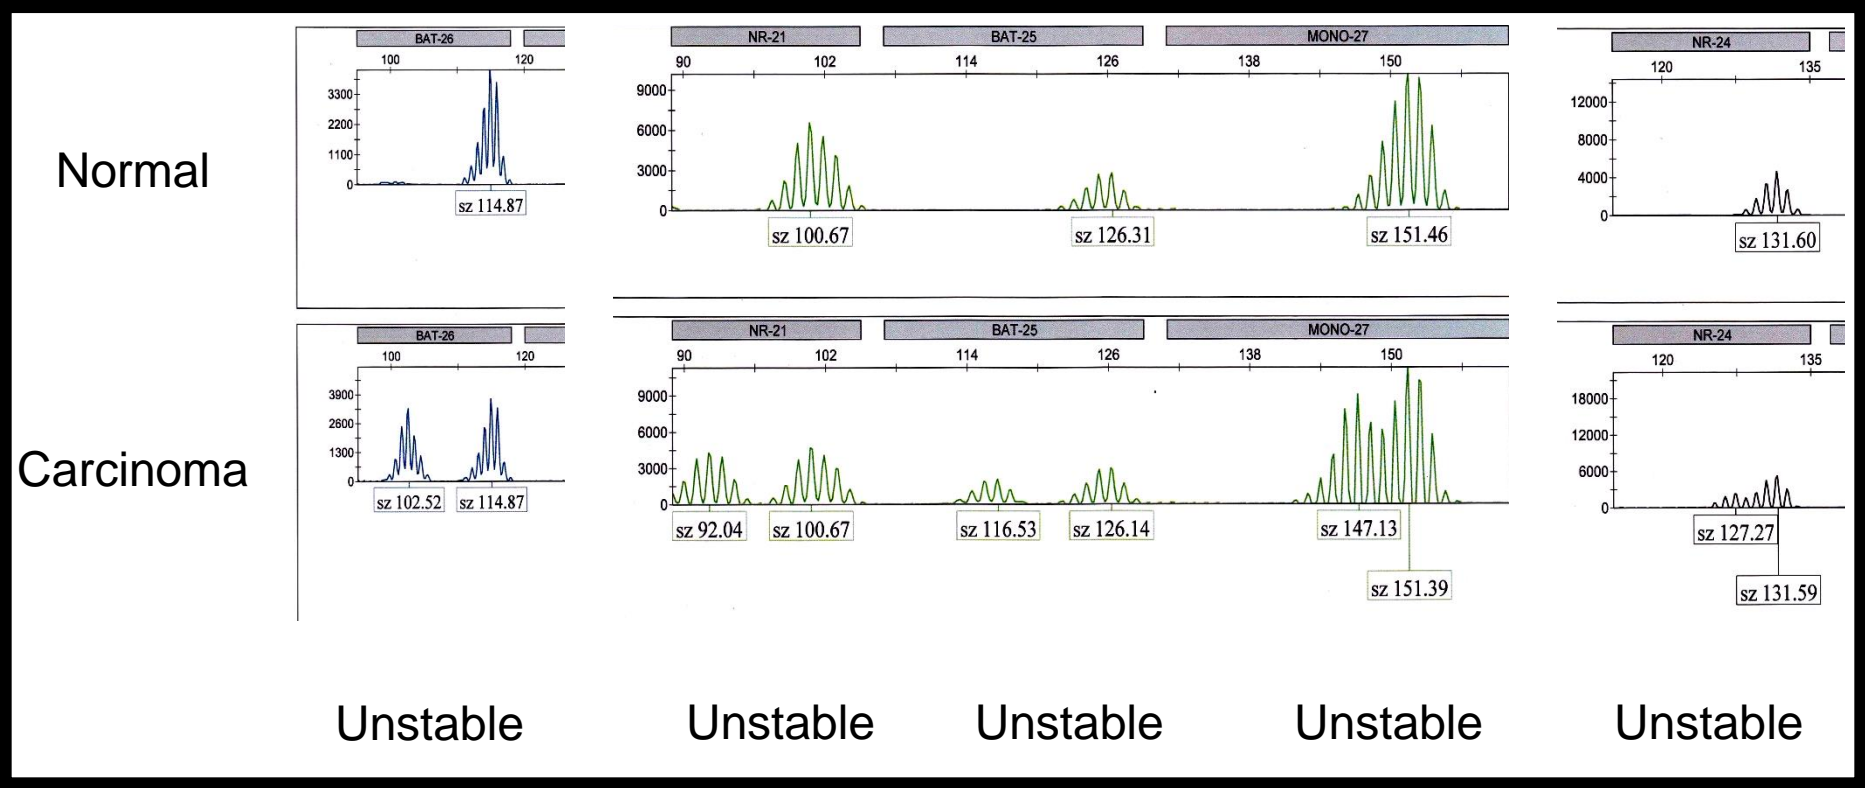 BAT-26
100 120
3300
2200
1100
0
sz 114.87
NR-21 BAT-25 MONO-27
90 102 114 126 138 150
9000
6000
3000
0
sz 100.67 sz 126.31 sz 151.46
NR-24
120 135
12000
8000
4000
0
sz 131.60
Normal
BAT-26
100 120
3900
2600
1300
0
sz 102.52 sz 114.87
NR-21 BAT-25 MONO-27
90 102 114 126 138 150
9000
6000
3000
0
sz 92.04 sz 100.67 sz 116.53 sz 126.14 sz 147.13
sz 151.39
NR-24
120 135
18000
12000
6000
0
sz 127.27
sz 131.59
Carcinoma
Unstable Unstable Unstable Unstable Unstable